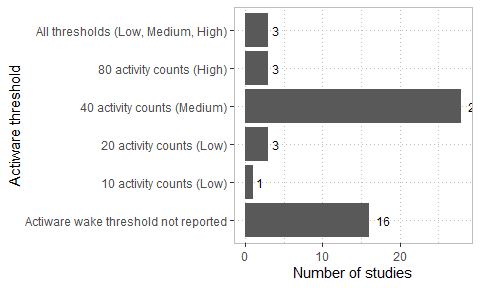 All thresholds (Low, Medium, High)
3
80 activity counts (High)
3
40 activity counts (Medium)
20 activity counts (Low)
3
10 activity counts (Low)
1
Actiware wake threshold not reported
16
Actiware threshold
0
10
20
Number of studies